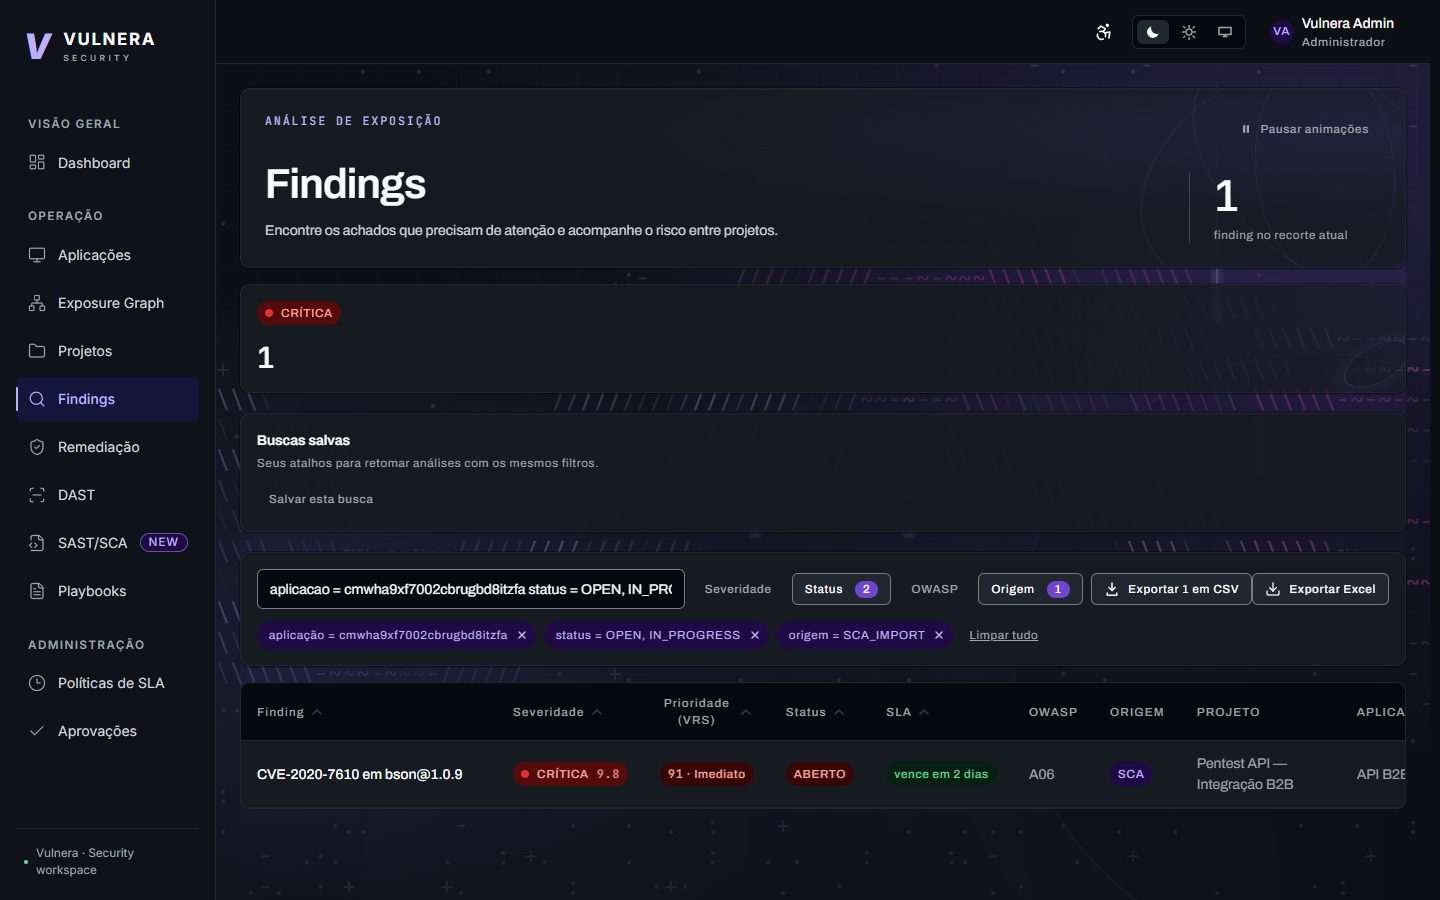 VULNERA
SECURITY
VISÃO GERAL
Dashboard
OPERAÇÃO
Aplicações
Exposure Graph
Projetos
Findings
Remediação
DAST
SAST/SCA NEW
Playbooks
ADMINISTRAÇÃO
Políticas de SLA
Aprovações
Vulnera · Security
workspace
VA
Vulnera Admin
Administrador
ANÁLISE DE EXPOSIÇÃO
Pausar animações
Findings
Encontre os achados que precisam de atenção e acompanhe o risco entre projetos.
1
finding no recorte atual
CRÍTICA
1
Buscas salvas
Seus atalhos para retomar análises com os mesmos filtros.
Salvar esta busca
aplicacao = cmwha9xf7002cbrugbd8itzfa status = OPEN, IN_PR Severidade Status 2 OWASP Origem 1 Exportar 1 em CSV Exportar Excel
aplicação = cmwha9xf7002cbrugbd8itzfa × status = OPEN, IN_PROGRESS × origem = SCA_IMPORT × Limpar tudo
Finding Severidade Prioridade (VRS) Status SLA OWASP ORIGEM PROJETO APLICA
CVE-2020-7610 em bson@1.0.9 CRÍTICA 9.8 91 · Imediato ABERTO vence em 2 dias A06 SCA Pentest API — Integração B2B API B2B